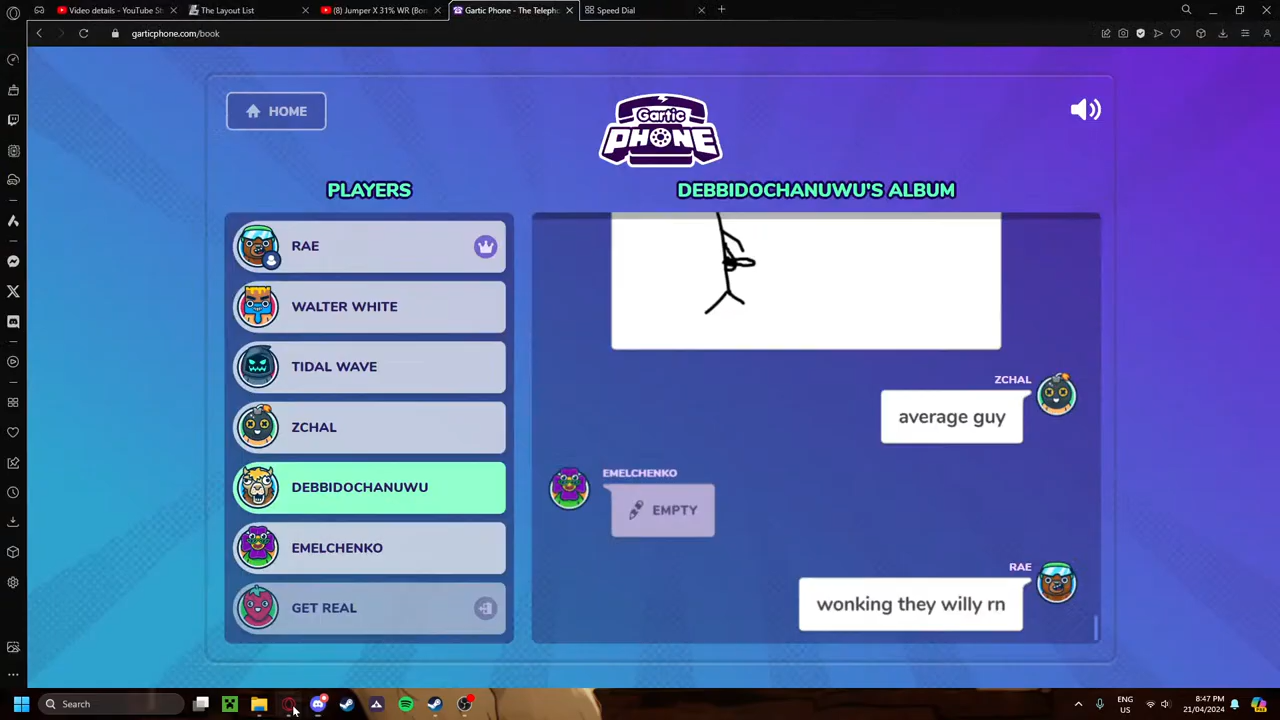 Video details - YouTube St
The Layout List
(8) Jumper X 31% WR (Bor
Gartic Phone - The Teleph
Speed Dial
garticphone.com/book
HOME
Gartic
PHONE
PLAYERS
DEBBIDOCHANUWU'S ALBUM
RAE
WALTER WHITE
TIDAL WAVE
ZCHAL
DEBBIDOCHANUWU
EMELCHENKO
GET REAL
ZCHAL
average guy
EMELCHENKO
EMPTY
RAE
wonking they willy rn
Search
ENG
US
8:47 PM
21/04/2024